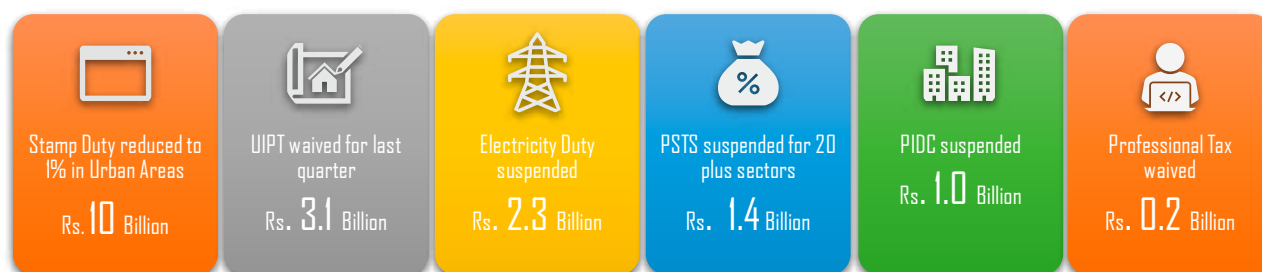 Stamp Duty reduced to
1% in Urban Areas
Rs. 10 Billion
UIPT waived for last
quarter
Rs. 3.1 Billion
Electricity Duty
suspended
Rs. 2.3 Billion
%
PSTS suspended for 20
plus sectors
Rs. 1.4 Billion
PIDC suspended
Rs. 1.0 Billion
</>
Professional Tax
waived
Rs. 0.2 Billion